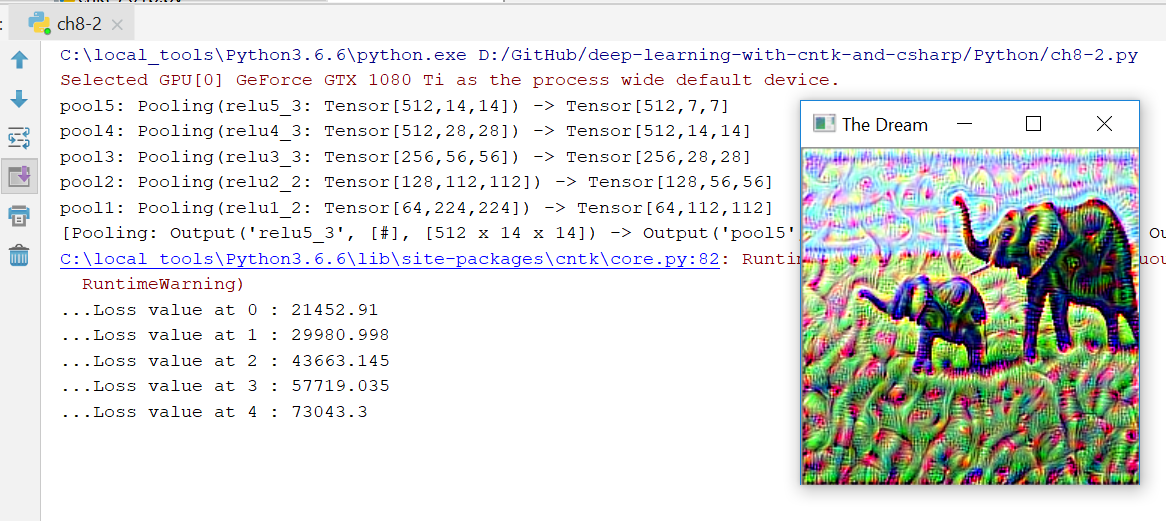 ch8-2
C:\local_tools\Python3.6.6\python.exe D:/GitHub/deep-learning-with-cntk-and-csharp/Python/ch8-2.py
Selected GPU[0] GeForce GTX 1080 Ti as the process wide default device.
pool5: Pooling(relu5_3: Tensor[512,14,14]) -> Tensor[512,7,7]
The Dream
pool4: Pooling(relu4_3: Tensor[512,28,28]) -> Tensor[512,14,14]
pool3: Pooling(relu3_3: Tensor[256,56,56]) -> Tensor[256,28,28]
pool2: Pooling(relu2_2: Tensor[128,112,112]) -> Tensor[128,56,56]
pool1: Pooling(relu1_2: Tensor[64,224,224]) -> Tensor[64,112,112]
[Pooling: Output('relu5_3', [#], [512 x 14 x 14]) -> Output('pool5'
C:\local_tools\Python3.6.6\lib\site-packages\cntk\core.py:82:
RuntimeWarning)
...Loss value at 0 : 21452.91
...Loss value at 1 : 29980.998
...Loss value at 2 : 43663.145
...Loss value at 3 : 57719.035
...Loss value at 4 : 73043.3